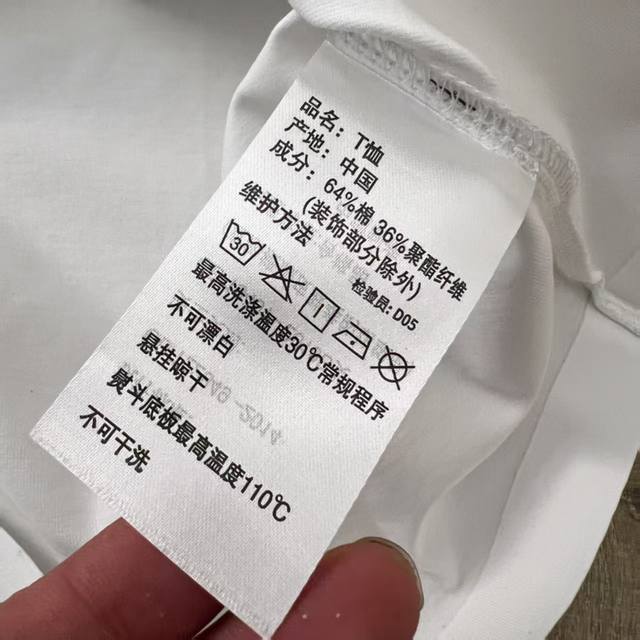 品名: T恤
产地: 中国
成分: 64%棉 36%聚酯纤维
(装饰部分除外)
维护方法 检验员: D05
30
最高洗涤温度30℃常规程序
不可漂白
悬挂晾干
熨斗底板最高温度110℃
不可干洗